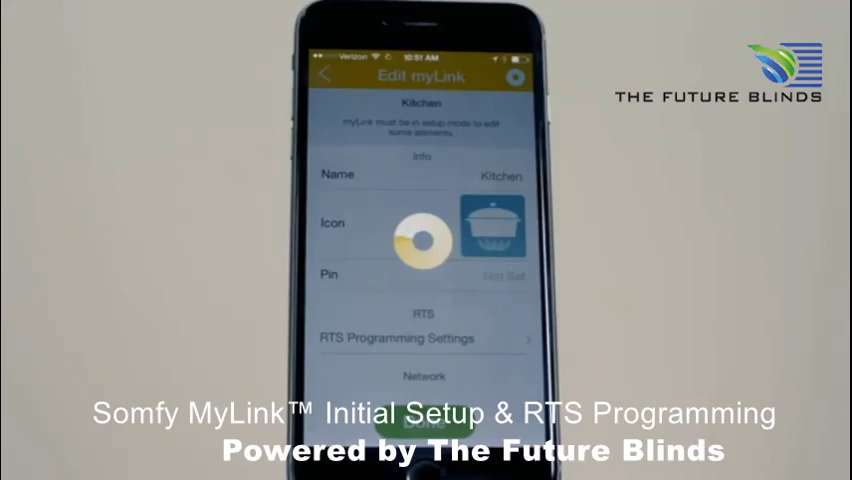 Verizon 10:51 AM
Edit myLink
THE FUTURE BLINDS
Kitchen
myLink must be in setup mode to edit
some elements.
Info
Name Kitchen
Icon
Pin Not Set
RTS
RTS Programming Settings
Network
Done
Somfy MyLink™ Initial Setup & RTS Programming
Powered by The Future Blinds